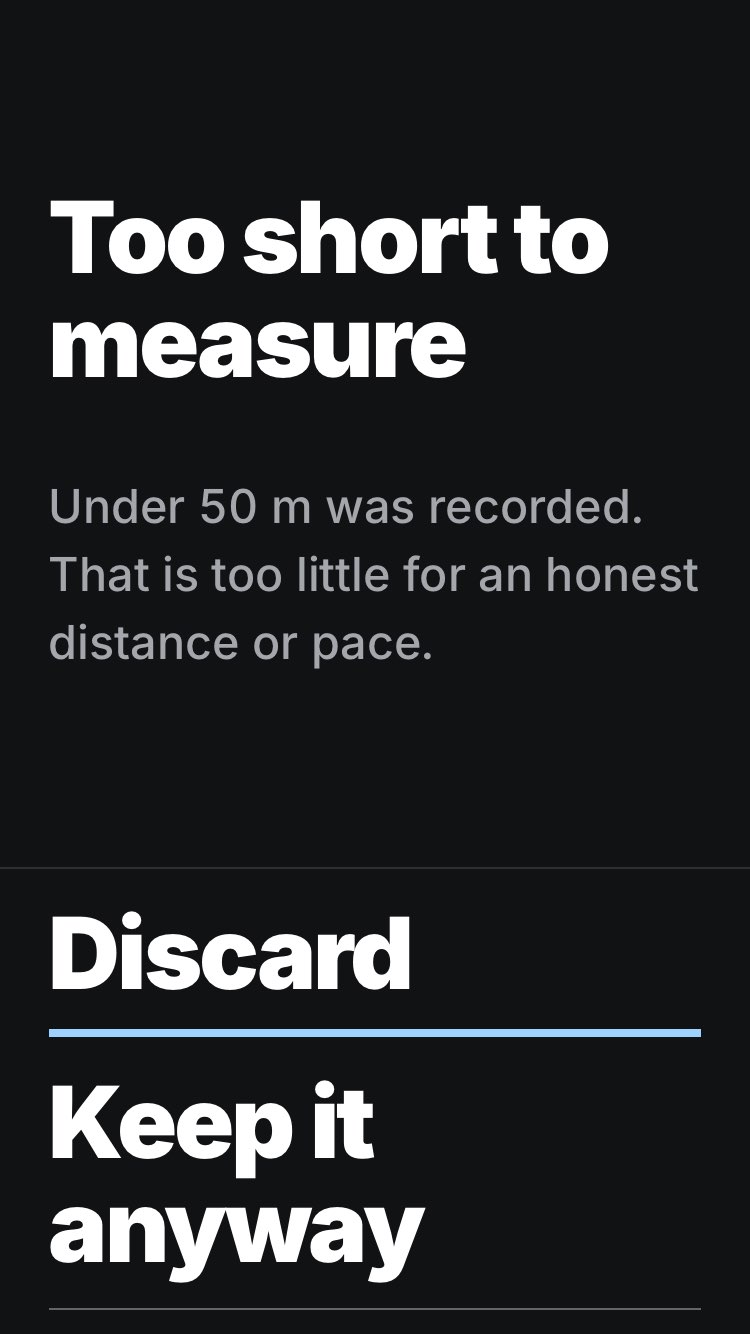 Too short to
measure
Under 50 m was recorded.
That is too little for an honest
distance or pace.
Discard
Keep it
anyway